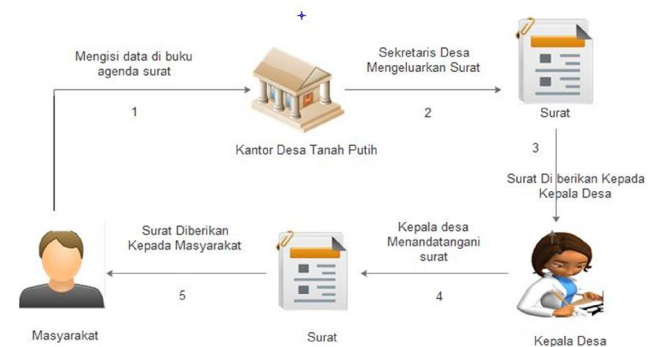 Mengisi data di buku
agenda surat
1
Kantor Desa Tanah Putih
Sekretaris Desa
Mengeluarkan Surat
2
Surat
3
Surat Di berikan Kepada
Kepala Desa
Kepala Desa
Kepala desa
Menandatangani
surat
4
Surat
Surat Diberikan
Kepada Masyarakat
5
Masyarakat